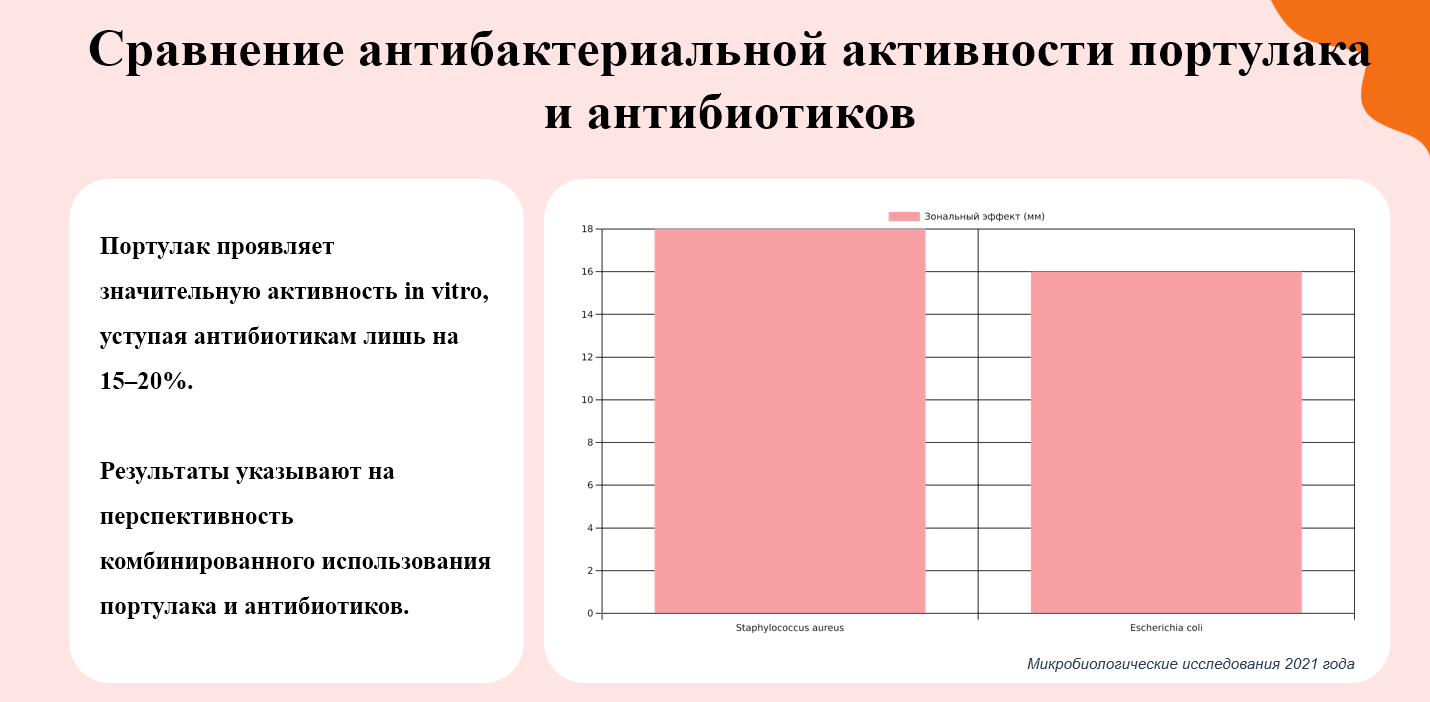 Сравнение антибактериальной активности портулака
и антибиотиков
Портулак проявляет
значительную активность in vitro,
уступая антибиотикам лишь на
15–20%.
Результаты указывают на
перспективность
комбинированного использования
портулака и антибиотиков.
Зональный эффект (мм)
18
16
14
12
10
8
6
4
2
0
Staphylococcus aureus
Escherichia coli
Микробиологические исследования 2021 года